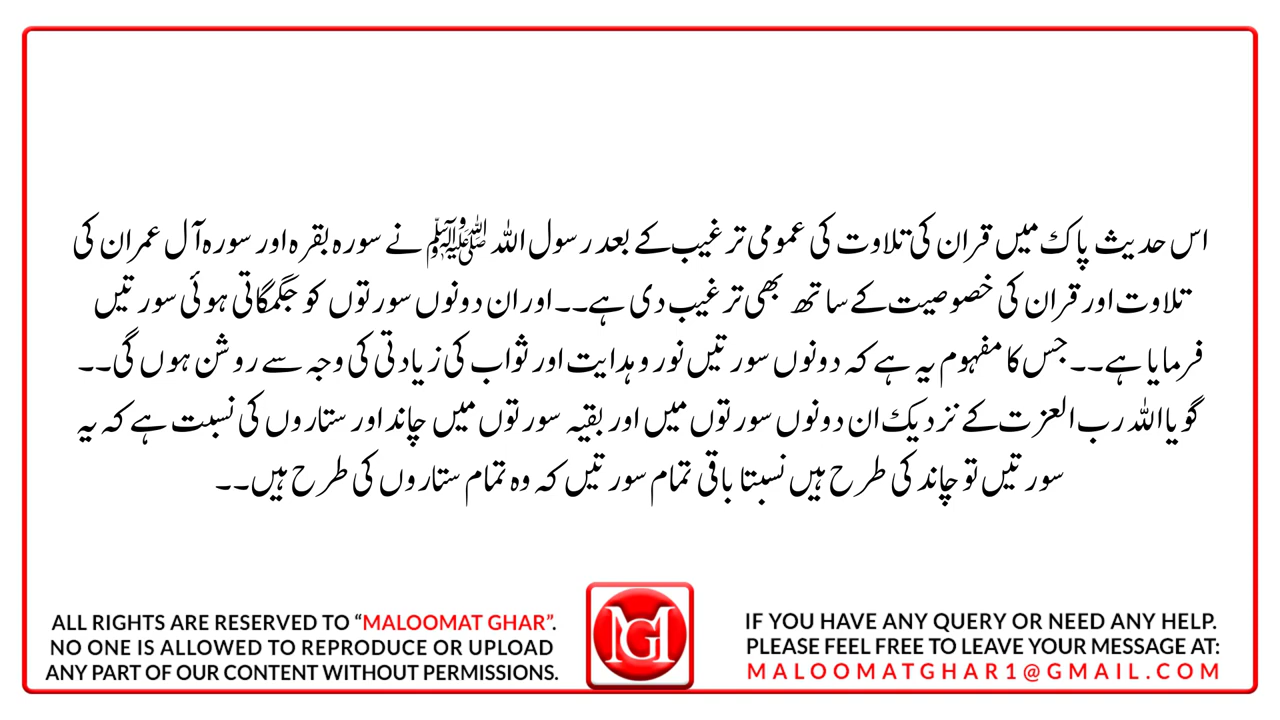 اس حدیث پاک میں قران کی تلاوت کی عمومی ترغیب کے بعد رسول اللہ ﷺ نے سورہ بقرہ اور سورہ آل عمران کی
تلاوت اور قران کی خصوصیت کے ساتھ بھی ترغیب دی ہے۔۔ اور ان دونوں سورتوں کو جگمگاتی ہوئی سورتیں
فرمایا ہے۔۔ جس کا مفہوم یہ ہے کہ دونوں سورتیں نور و ہدایت اور ثواب کی زیادتی کی وجہ سے روشن ہوں گی۔۔
گویا اللہ رب العزت کے نزدیک ان دونوں سورتوں میں اور بقیہ سورتوں میں چاند اور ستاروں کی نسبت ہے کہ یہ
سورتیں تو چاند کی طرح ہیں نسبتا باقی تمام سورتیں کہ وہ تمام ستاروں کی طرح ہیں۔۔
ALL RIGHTS ARE RESERVED TO “MALOOMAT GHAR”.
NO ONE IS ALLOWED TO REPRODUCE OR UPLOAD
ANY PART OF OUR CONTENT WITHOUT PERMISSIONS.
MG
IF YOU HAVE ANY QUERY OR NEED ANY HELP.
PLEASE FEEL FREE TO LEAVE YOUR MESSAGE AT:
MALOOMATGHAR1@GMAIL.COM